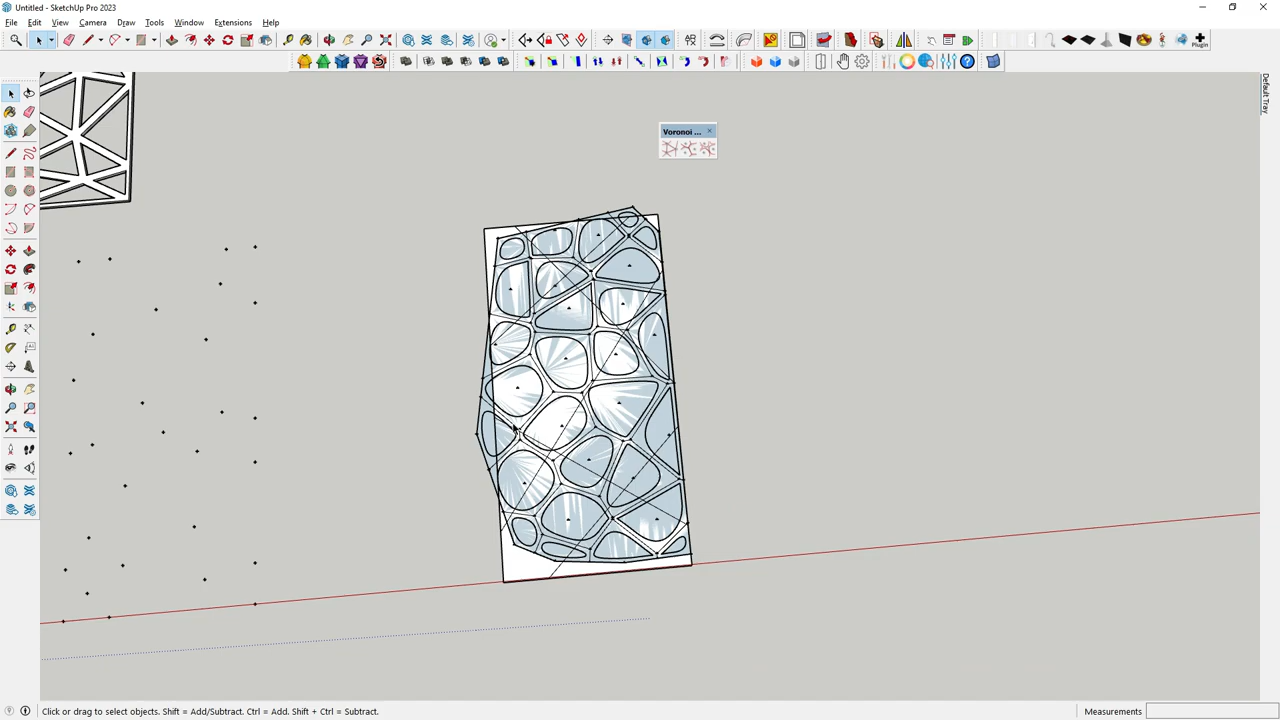 Untitled - SketchUp Pro 2023
File Edit View Camera Draw Tools Window Extensions Help
Plugin
Default Tray
Voronoi ...
Click or drag to select objects. Shift = Add/Subtract. Ctrl = Add. Shift + Ctrl = Subtract.
Measurements